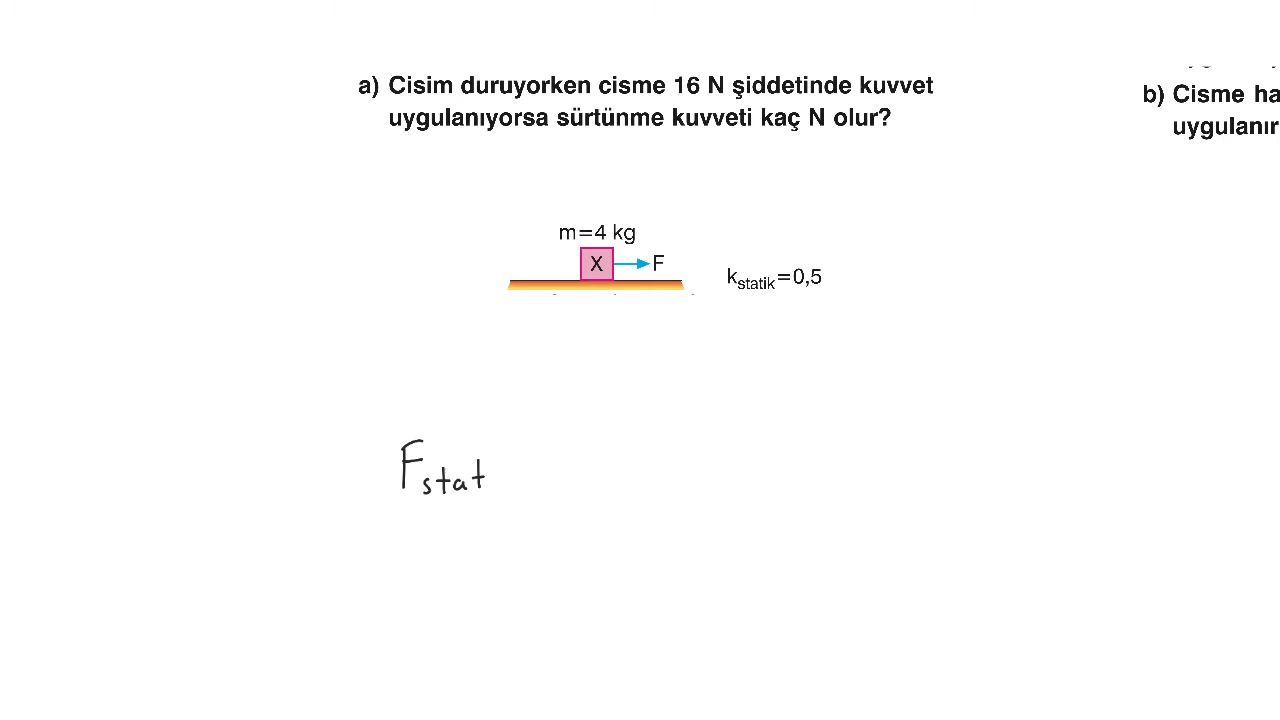 a) Cisim duruyorken cisme 16 N şiddetinde kuvvet
uygulanıyorsa sürtünme kuvveti kaç N olur?
b) Cisme ha
uygulanır
m=4 kg
X F
kstatik=0,5
Fstat